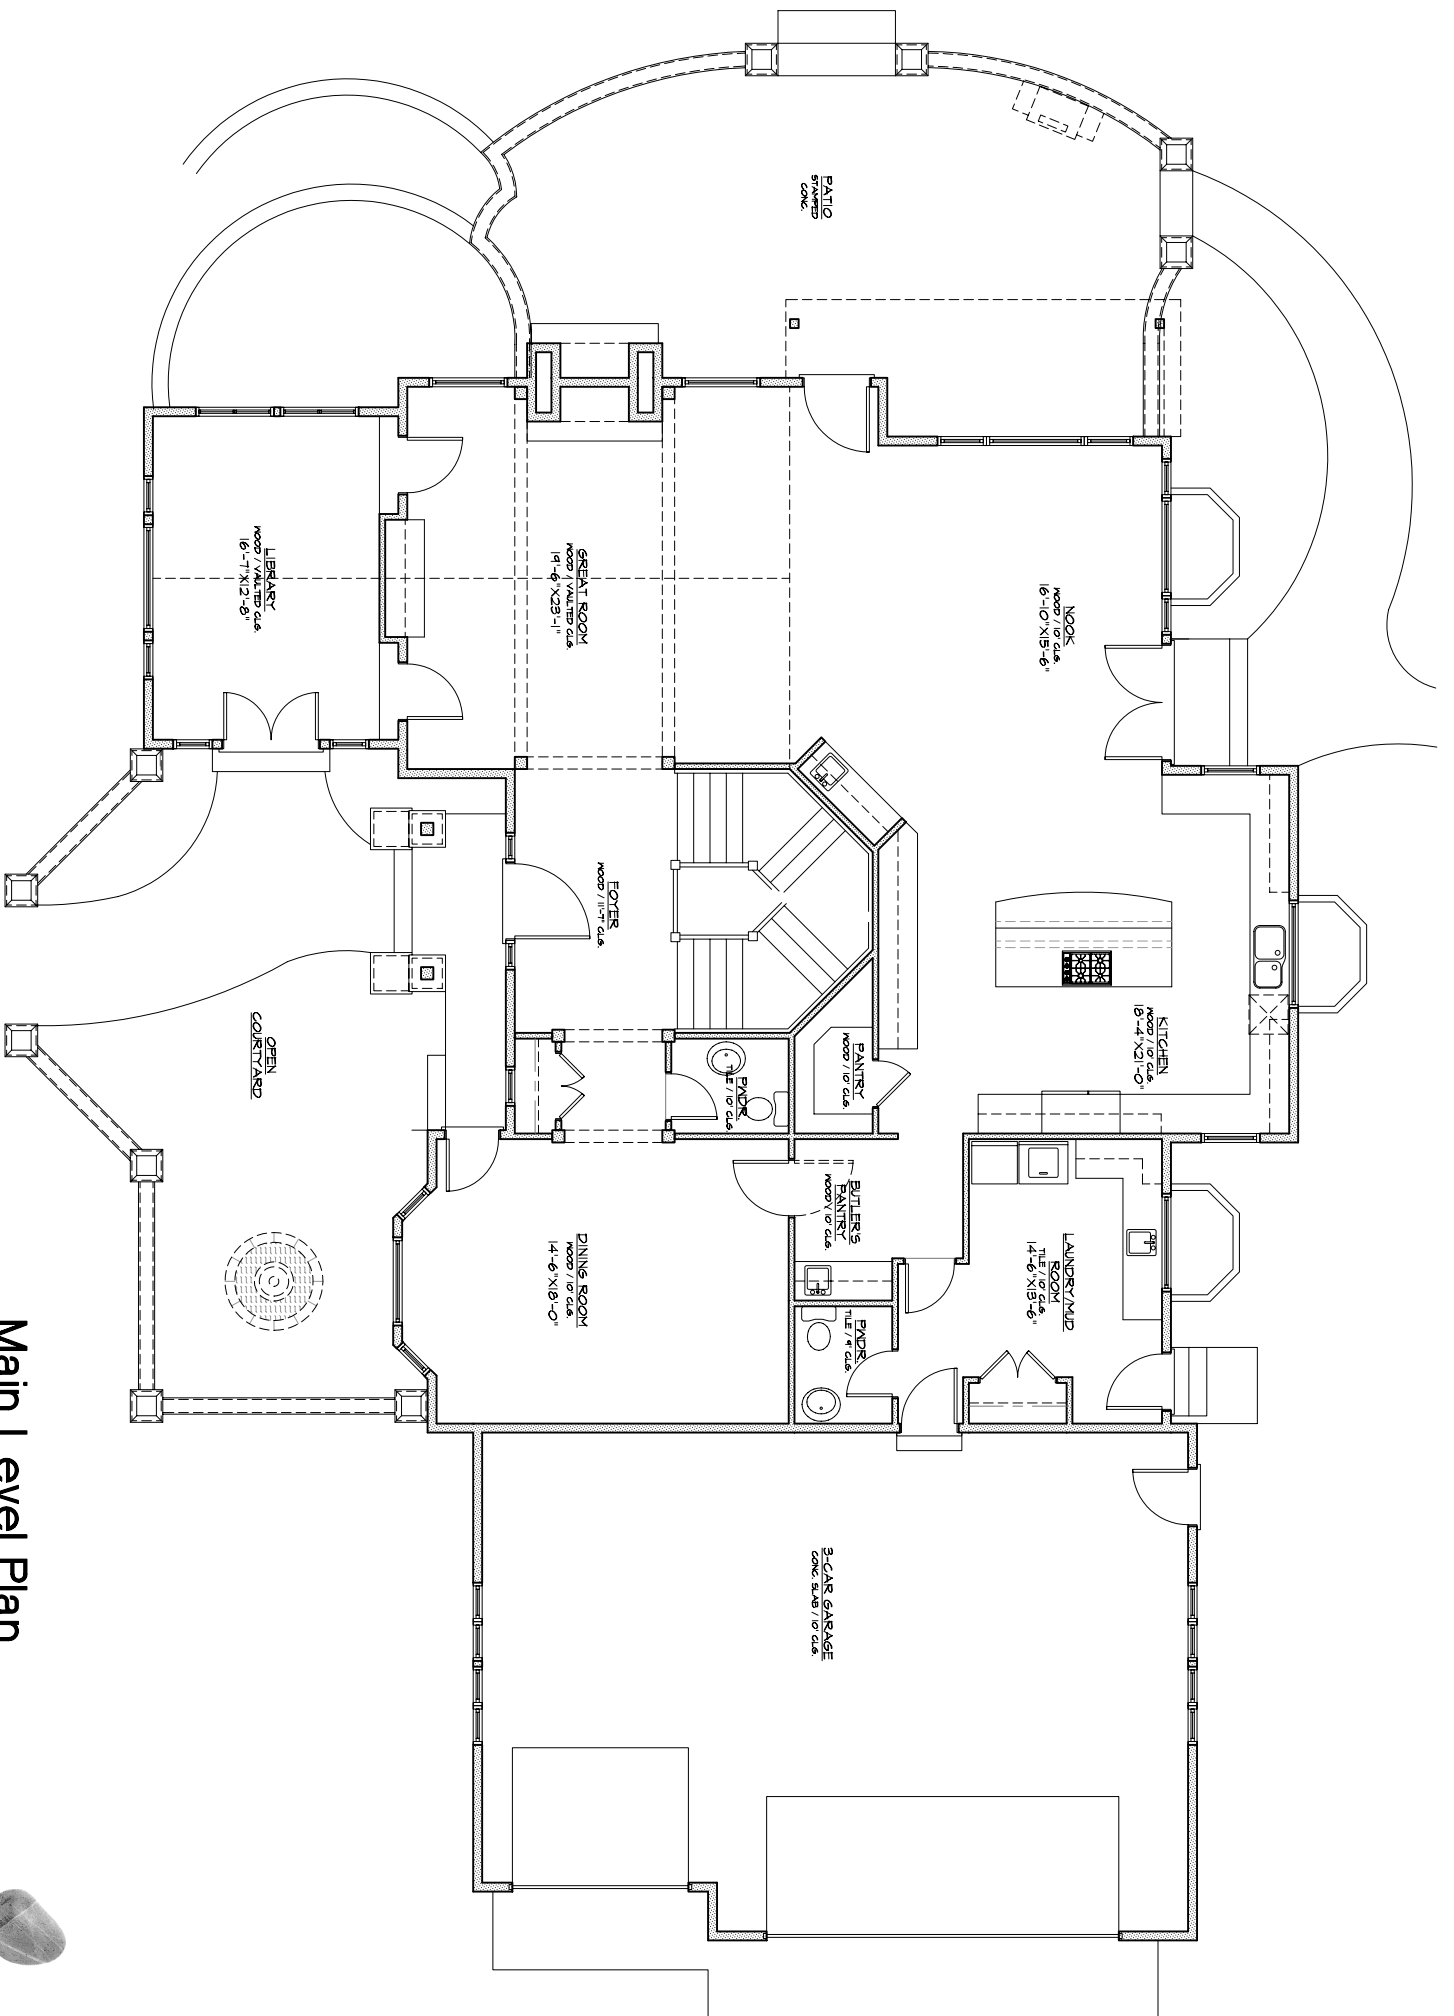 PATIO
STAMPED
CONC.
NOOK
WOOD / 10' CLG.
16'-10"X15'-6"
GREAT ROOM
WOOD / VAULTED CLG.
19'-6"X23'-1"
LIBRARY
WOOD / VAULTED CLG.
16'-7"X12'-8"
FOYER
WOOD / 11'-7" CLG.
KITCHEN
WOOD / 10' CLG.
18'-4"X21'-0"
PANTRY
WOOD / 10' CLG.
PWDR.
TILE / 10' CLG.
OPEN
COURTYARD
BUTLER'S
PANTRY
WOOD/ 10' CLG.
LAUNDRY/MUD
ROOM
TILE / 10' CLG.
14'-6"X13'-6"
DINING ROOM
WOOD / 10' CLG.
14'-6"X18'-0"
PWDR.
TILE / 9' CLG.
3-CAR GARAGE
CONC. SLAB / 10' CLG.
Main Level Plan